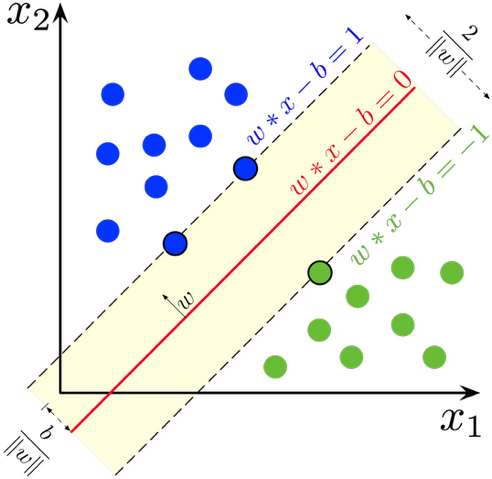 x₂
w * x − b = 1
2/‖w‖
w * x − b = 0
w * x − b = −1
w
b/‖w‖
x₁